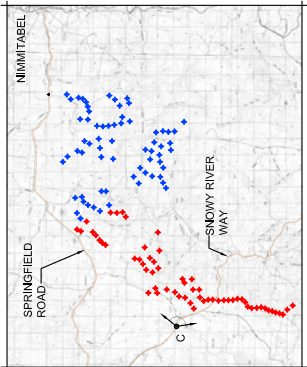 NIMMITABEL
SPRINGFIELD
ROAD
SNOWY RIVER
WAY
C